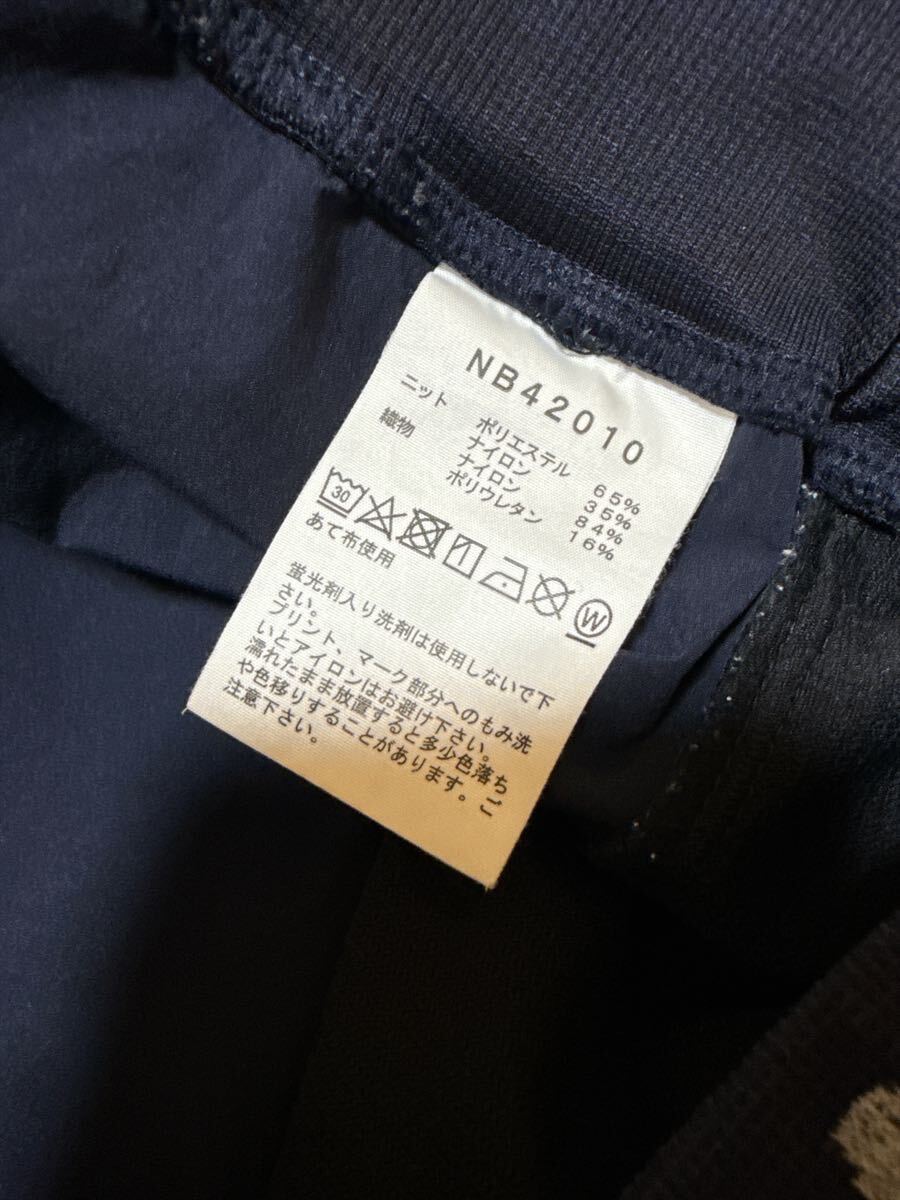 NB42010
ニット ポリエステル 65%
ナイロン 35%
織物 ナイロン 84%
ポリウレタン 16%
30 W
あて布使用
蛍光剤入り洗剤は使用しないで下
さい。
プリント、マーク部分へのもみ洗
いとアイロンはお避け下さい。
濡れたまま放置すると多少色落ち
や色移りすることがあります。ご
注意下さい。